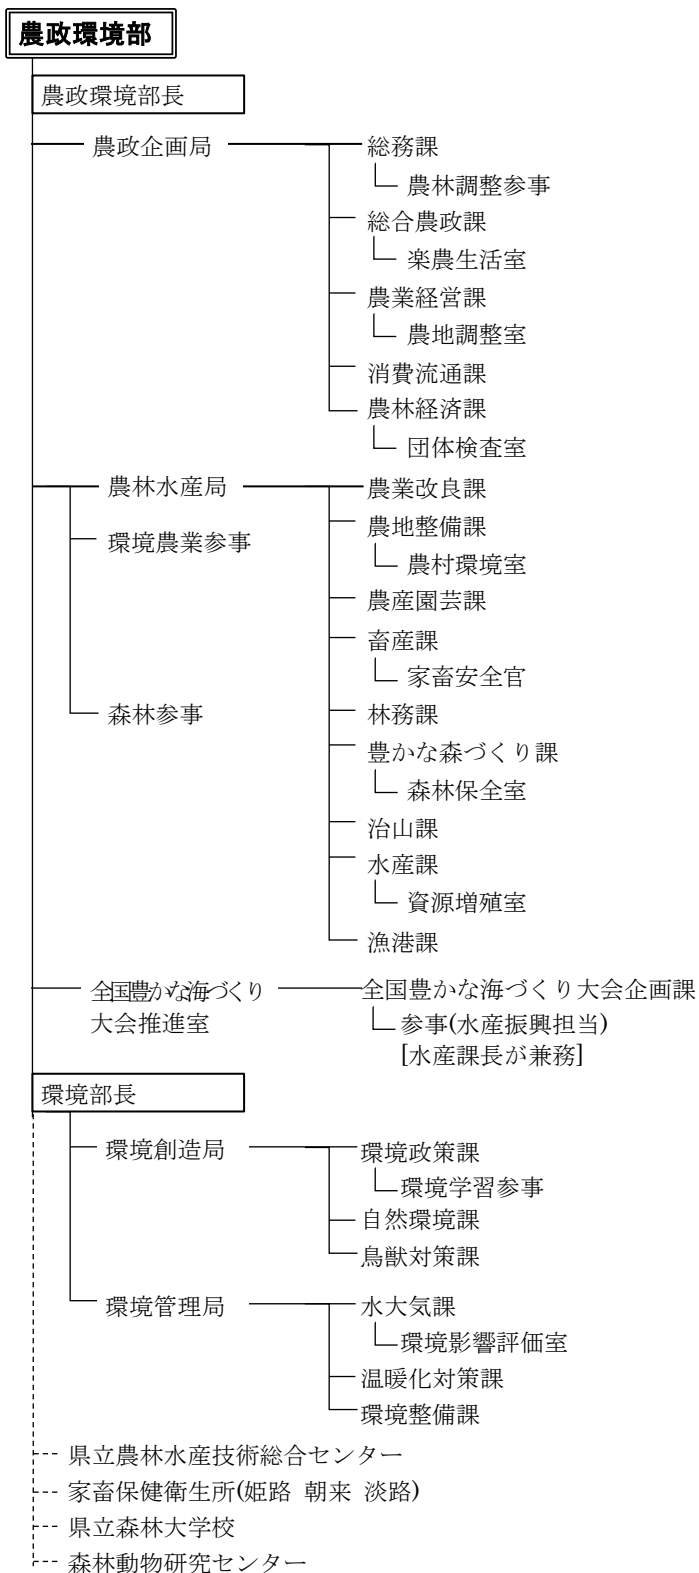 農政環境部
農政環境部長
農政企画局
総務課
農林調整参事
総合農政課
楽農生活室
農業経営課
農地調整室
消費流通課
農林経済課
団体検査室
農林水産局
農業改良課
農地整備課
環境農業参事
農村環境室
農産園芸課
畜産課
家畜安全官
森林参事
林務課
豊かな森づくり課
森林保全室
治山課
水産課
資源増殖室
漁港課
全国豊かな海づくり
大会推進室
全国豊かな海づくり大会企画課
参事(水産振興担当)
[水産課長が兼務]
環境部長
環境創造局
環境政策課
環境学習参事
自然環境課
鳥獣対策課
環境管理局
水大気課
環境影響評価室
温暖化対策課
環境整備課
県立農林水産技術総合センター
家畜保健衛生所(姫路 朝来 淡路)
県立森林大学校
森林動物研究センター